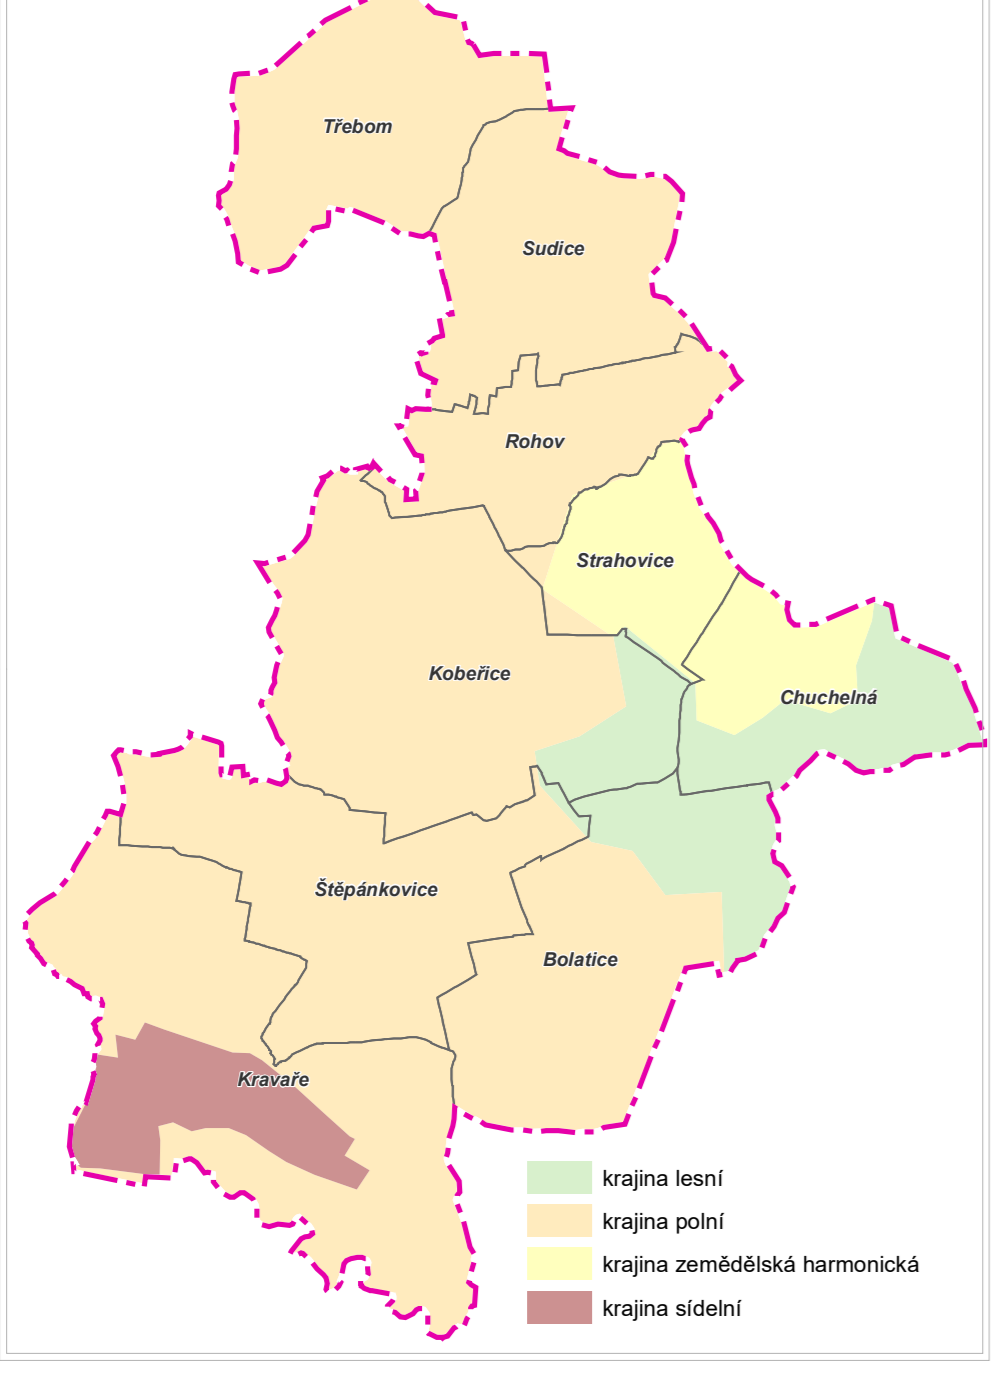 Třebom
Sudice
Rohov
Strahovice
Kobeřice
Chuchelná
Štěpánkovice
Bolatice
Kravaře
krajina lesní
krajina polní
krajina zemědělská harmonická
krajina sídelní